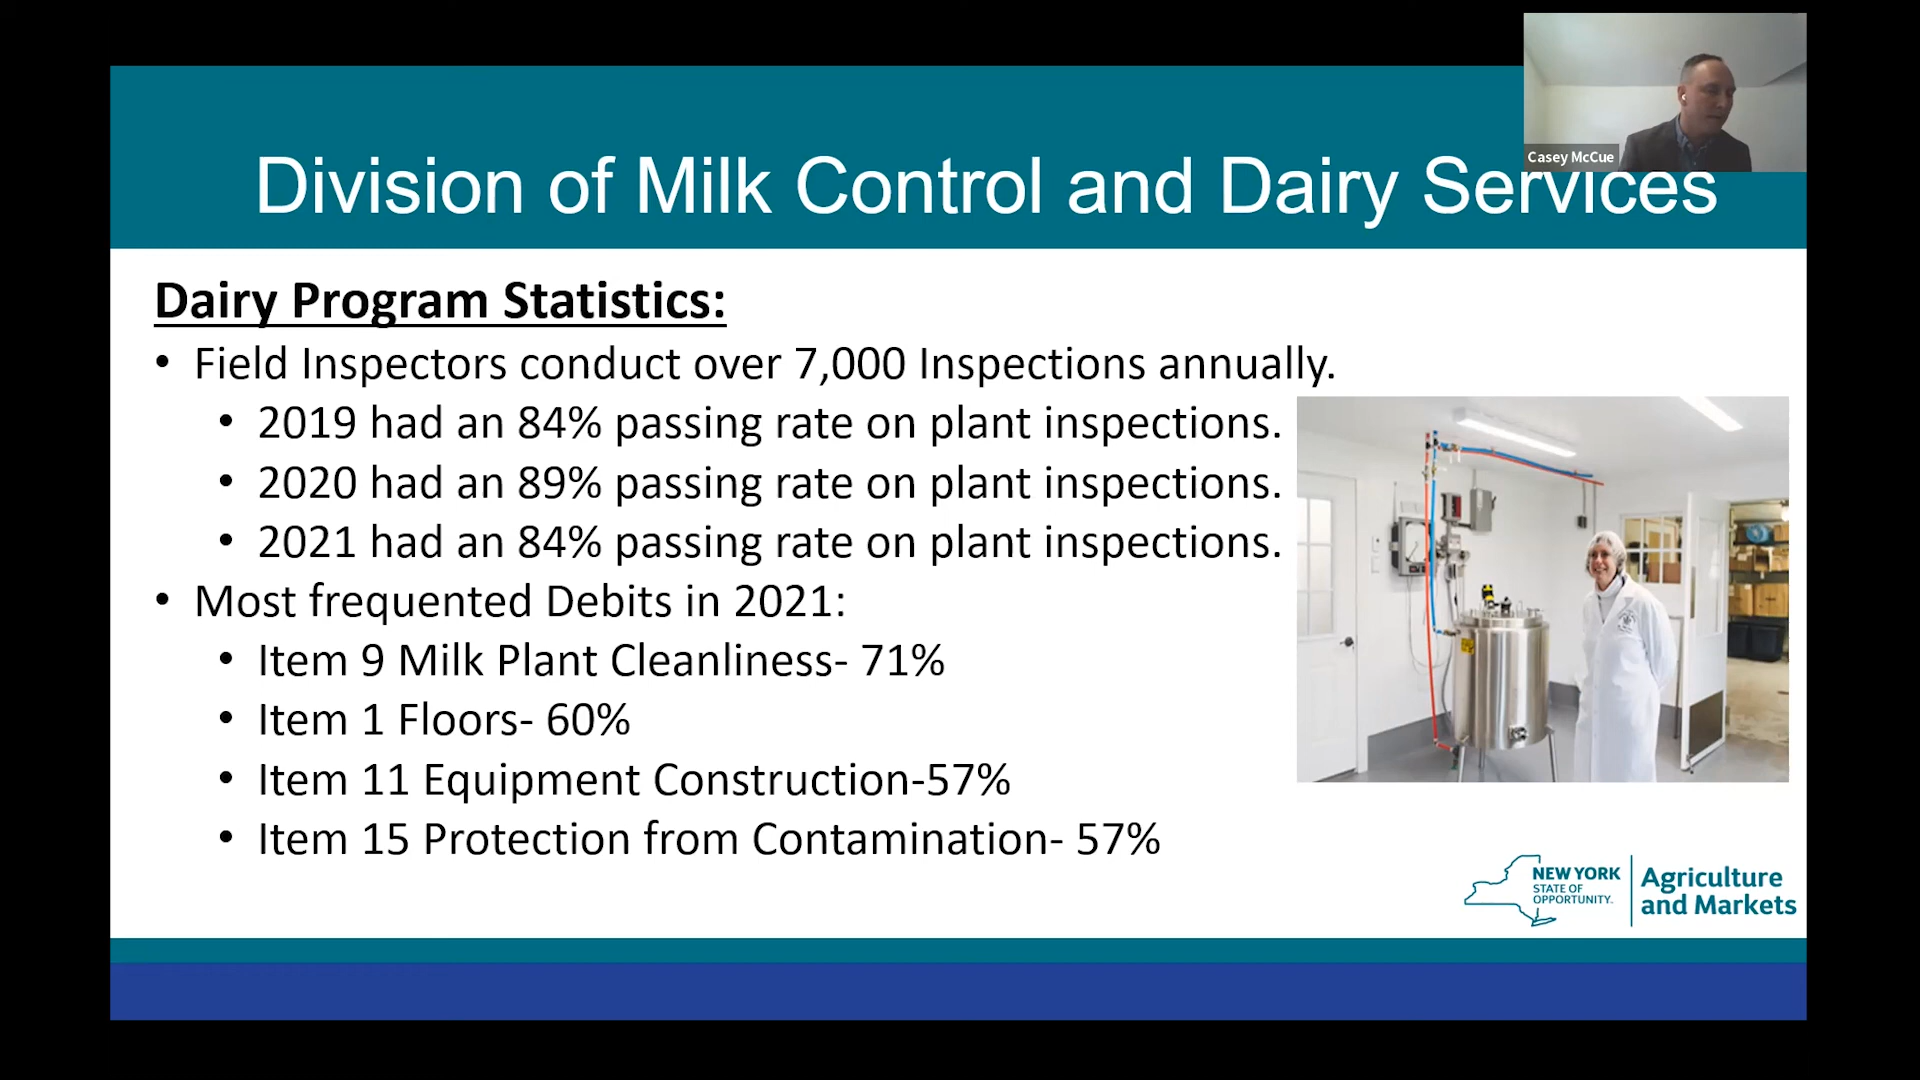 Casey McCue
Division of Milk Control and Dairy Services
Dairy Program Statistics:
• Field Inspectors conduct over 7,000 Inspections annually.
• 2019 had an 84% passing rate on plant inspections.
• 2020 had an 89% passing rate on plant inspections.
• 2021 had an 84% passing rate on plant inspections.
• Most frequented Debits in 2021:
• Item 9 Milk Plant Cleanliness- 71%
• Item 1 Floors- 60%
• Item 11 Equipment Construction-57%
• Item 15 Protection from Contamination- 57%
NEW YORK
STATE OF
OPPORTUNITY.
Agriculture
and Markets